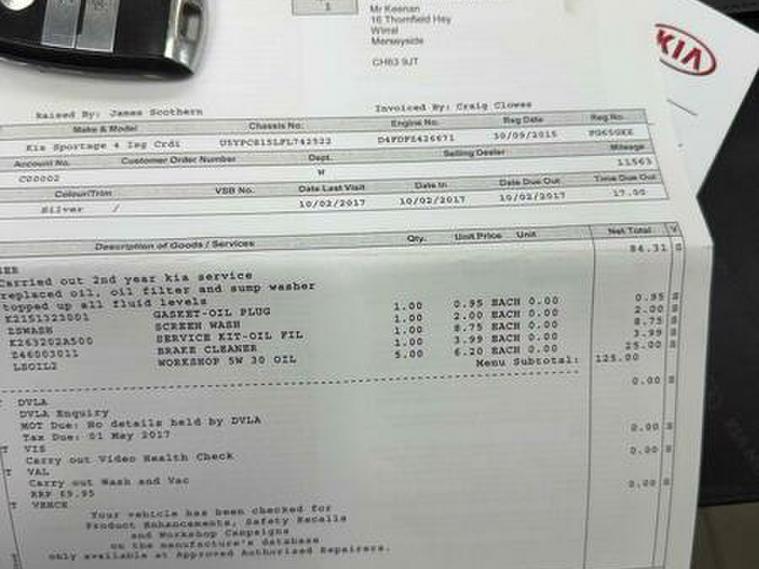 1
Mr Keenan
16 Thornfield Hey
Wirral
Merseyside
CH63 9JT
KIA
Raised By: James Scothern
Invoiced By: Craig Clowes
Make & Model Chassis No. Engine No. Reg Date Reg No.
Kia Sportage 4 Isg Crdi 30/09/2015
Account No. Customer Order Number Dept. Selling Dealer Mileage
C00002 W 11563
Colour/Trim VSB No. Date Last Visit Date In Date Due Out Time Due Out
Silver / 10/02/2017 10/02/2017 10/02/2017 17.00
Description of Goods / Services Qty. Unit Price Unit Net Total V
84.31 S
Carried out 2nd year kia service
replaced oil, oil filter and sump washer
topped up all fluid levels
K2151323001 GASKET-OIL PLUG 1.00 0.95 EACH 0.00 0.95 S
ZSWASH SCREEN WASH 1.00 2.00 EACH 0.00 2.00 S
K263202A500 SERVICE KIT-OIL FIL 1.00 8.75 EACH 0.00 8.75 S
Z46003011 BRAKE CLEANER 1.00 3.99 EACH 0.00 3.99 S
LSOIL2 WORKSHOP 5W 30 OIL 5.00 6.20 EACH 0.00 25.00 S
Menu Subtotal: 125.00
T DVLA 0.00 S
DVLA Enquiry
MOT Due: No details held by DVLA
Tax Due: 01 May 2017
T VIS 0.00 S
Carry out Video Health Check
T VAL 0.00 S
Carry out Wash and Vac
RRP 69.95
T VEHCE 0.00 S
Your vehicle has been checked for
Product Enhancements, Safety Recalls
and Workshop Campaigns
on the manufacture's database
only available at Approved Authorised Repairers.